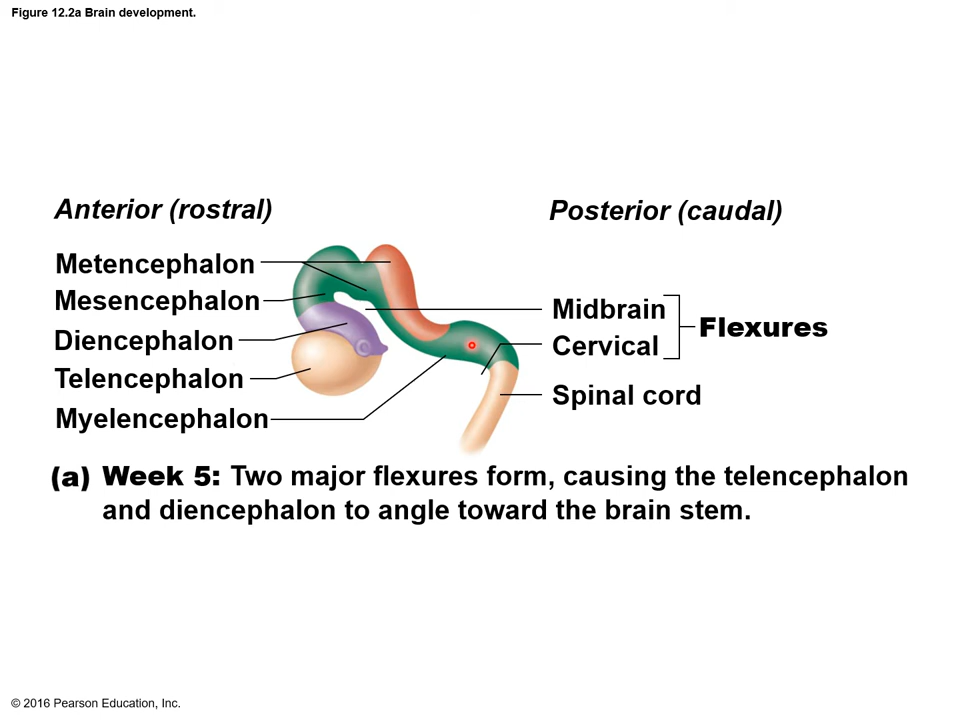 Figure 12.2a Brain development.
Anterior (rostral)
Posterior (caudal)
Metencephalon
Mesencephalon
Diencephalon
Telencephalon
Myelencephalon
Midbrain
Cervical
Flexures
Spinal cord
(a) Week 5: Two major flexures form, causing the telencephalon
and diencephalon to angle toward the brain stem.
© 2016 Pearson Education, Inc.